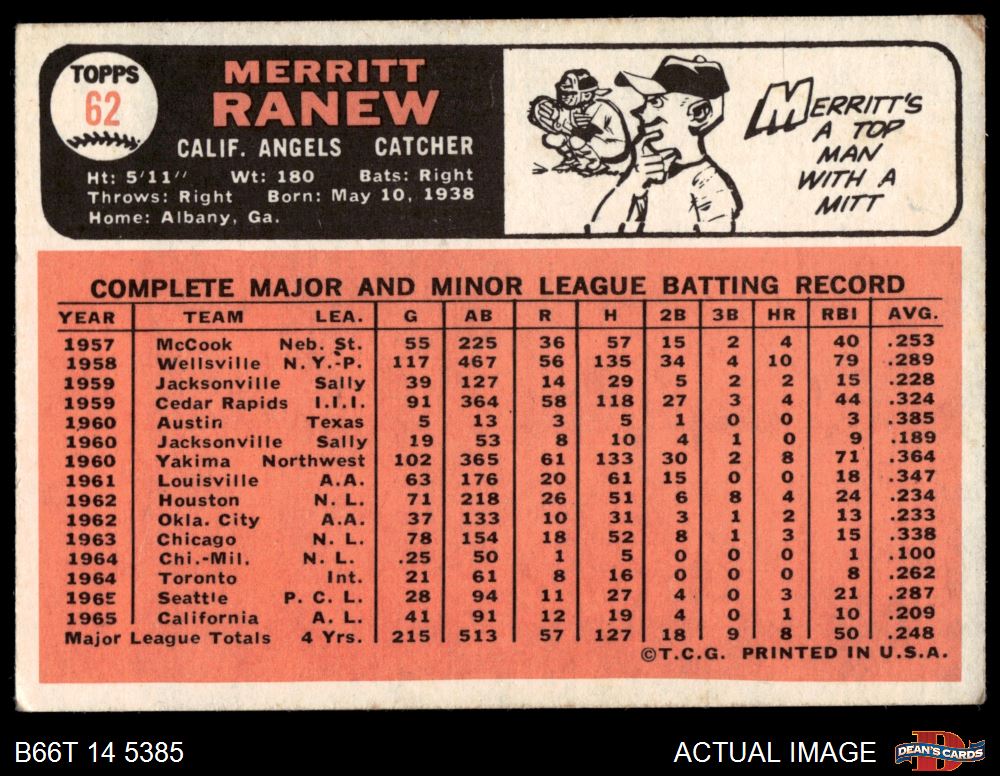 TOPPS
62
MERRITT
RANEW
CALIF. ANGELS CATCHER
Ht: 5'11" Wt: 180 Bats: Right
Throws: Right Born: May 10, 1938
Home: Albany, Ga.
MERRITT'S
A TOP
MAN
WITH A
MITT
COMPLETE MAJOR AND MINOR LEAGUE BATTING RECORD
YEAR TEAM LEA. G AB R H 2B 3B HR RBI AVG.
1957 McCook Neb. St. 55 225 36 57 15 2 4 40 .253
1958 Wellsville N.Y.-P. 117 467 56 135 34 4 10 79 .289
1959 Jacksonville Sally 39 127 14 29 5 2 2 15 .228
1959 Cedar Rapids I.I.I. 91 364 58 118 27 3 4 44 .324
1960 Austin Texas 5 13 3 5 1 0 0 3 .385
1960 Jacksonville Sally 19 53 8 10 4 1 0 9 .189
1960 Yakima Northwest 102 365 61 133 30 2 8 71 .364
1961 Louisville A.A. 63 176 20 61 15 0 0 18 .347
1962 Houston N. L. 71 218 26 51 6 8 4 24 .234
1962 Okla. City A.A. 37 133 10 31 3 1 2 13 .233
1963 Chicago N. L. 78 154 18 52 8 1 3 15 .338
1964 Chi.-Mil. N. L. .25 50 1 5 0 0 0 1 .100
1964 Toronto Int. 21 61 8 16 0 0 0 8 .262
1965 Seattle P. C. L. 28 94 11 27 4 0 3 21 .287
1965 California A. L. 41 91 12 19 4 0 1 10 .209
Major League Totals 4 Yrs. 215 513 57 127 18 9 8 50 .248
©T.C.G. PRINTED IN U.S.A.
B66T 14 5385
ACTUAL IMAGE
DEAN'S CARDS